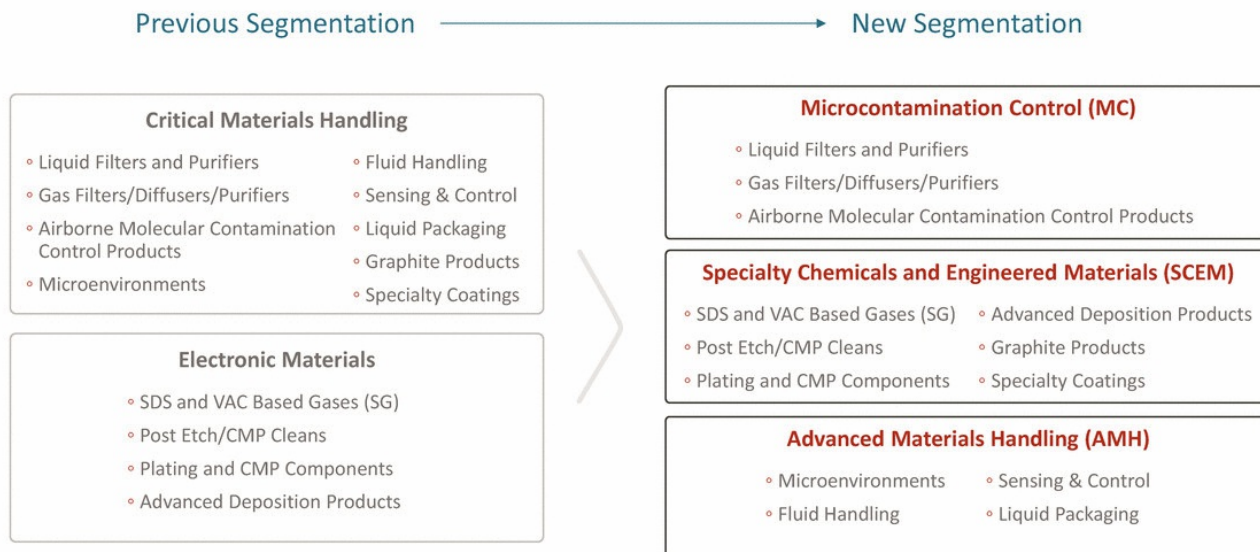 Previous Segmentation
New Segmentation
Critical Materials Handling
Liquid Filters and Purifiers
Gas Filters/Diffusers/Purifiers
Airborne Molecular Contamination
Control Products
Microenvironments
Fluid Handling
Sensing & Control
Liquid Packaging
Graphite Products
Specialty Coatings
Electronic Materials
SDS and VAC Based Gases (SG)
Post Etch/CMP Cleans
Plating and CMP Components
Advanced Deposition Products
Microcontamination Control (MC)
Liquid Filters and Purifiers
Gas Filters/Diffusers/Purifiers
Airborne Molecular Contamination Control Products
Specialty Chemicals and Engineered Materials (SCEM)
SDS and VAC Based Gases (SG)
Post Etch/CMP Cleans
Plating and CMP Components
Advanced Deposition Products
Graphite Products
Specialty Coatings
Advanced Materials Handling (AMH)
Microenvironments
Fluid Handling
Sensing & Control
Liquid Packaging